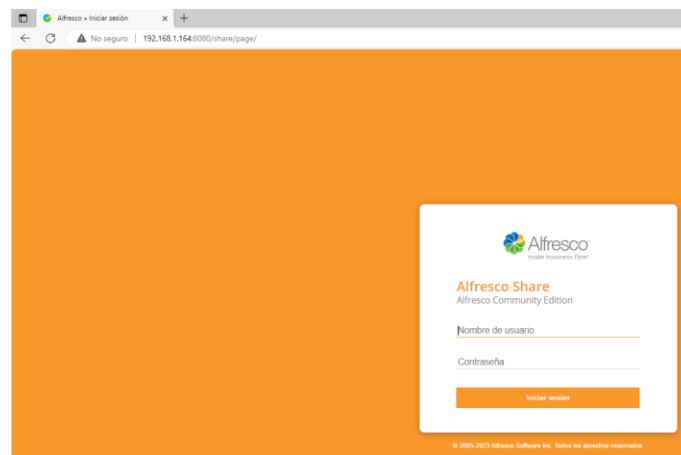 Alfresco » Iniciar sesión
No seguro | 192.168.1.164:8080/share/page/
Alfresco
make business flow
Alfresco Share
Alfresco Community Edition
Nombre de usuario
Contraseña
Iniciar sesión
© 2005-2023 Alfresco Software Inc. Todos los derechos reservados.